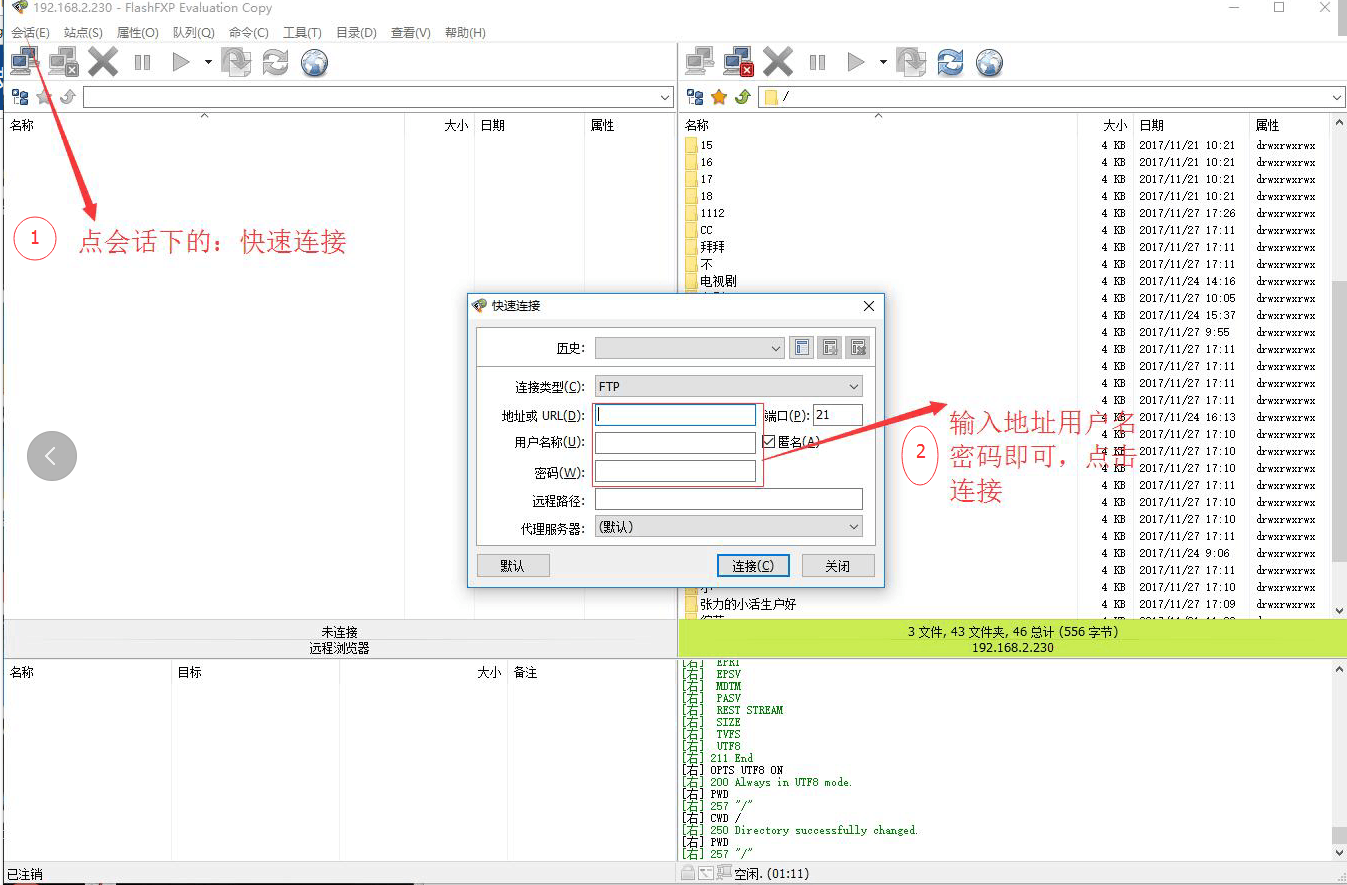 192.168.2.230 - FlashFXP Evaluation Copy
会话(E) 站点(S) 属性(O) 队列(Q) 命令(C) 工具(T) 目录(D) 查看(V) 帮助(H)
/
名称 大小 日期 属性
名称 大小 日期 属性
15 4 KB 2017/11/21 10:21 drwxrwxrwx
16 4 KB 2017/11/21 10:21 drwxrwxrwx
17 4 KB 2017/11/21 10:21 drwxrwxrwx
18 4 KB 2017/11/21 10:21 drwxrwxrwx
1112 4 KB 2017/11/27 17:26 drwxrwxrwx
CC 4 KB 2017/11/27 17:11 drwxrwxrwx
拜拜 4 KB 2017/11/27 17:11 drwxrwxrwx
不 4 KB 2017/11/27 17:11 drwxrwxrwx
电视剧 4 KB 2017/11/24 14:16 drwxrwxrwx
4 KB 2017/11/27 10:05 drwxrwxrwx
4 KB 2017/11/24 15:37 drwxrwxrwx
4 KB 2017/11/27 9:55 drwxrwxrwx
4 KB 2017/11/27 17:11 drwxrwxrwx
4 KB 2017/11/27 17:11 drwxrwxrwx
4 KB 2017/11/27 17:11 drwxrwxrwx
4 KB 2017/11/27 17:11 drwxrwxrwx
4 KB 2017/11/24 16:13 drwxrwxrwx
4 KB 2017/11/27 17:10 drwxrwxrwx
4 KB 2017/11/27 17:10 drwxrwxrwx
4 KB 2017/11/27 17:10 drwxrwxrwx
4 KB 2017/11/27 17:11 drwxrwxrwx
4 KB 2017/11/27 17:10 drwxrwxrwx
4 KB 2017/11/27 17:10 drwxrwxrwx
4 KB 2017/11/27 17:11 drwxrwxrwx
4 KB 2017/11/24 9:06 drwxrwxrwx
4 KB 2017/11/27 17:11 drwxrwxrwx
4 KB 2017/11/27 17:10 drwxrwxrwx
张力的小活生户好 4 KB 2017/11/27 17:09 drwxrwxrwx
1 点会话下的：快速连接
快速连接
历史:
连接类型(C): FTP
地址或 URL(D): 端口(P): 21
用户名称(U): 匿名(A)
密码(W):
远程路径:
代理服务器: (默认)
默认 连接(C) 关闭
2 输入地址用户名
密码即可，点击
连接
未连接
远程浏览器
3 文件, 43 文件夹, 46 总计 (556 字节)
192.168.2.230
名称 目标 大小 备注
[右] EPRT
[右] EPSV
[右] MDTM
[右] PASV
[右] REST STREAM
[右] SIZE
[右] TVFS
[右] UTF8
[右] 211 End
[右] OPTS UTF8 ON
[右] 200 Always in UTF8 mode.
[右] PWD
[右] 257 "/"
[右] CWD /
[右] 250 Directory successfully changed.
[右] PWD
[右] 257 "/"
已注销
空闲. (01:11)